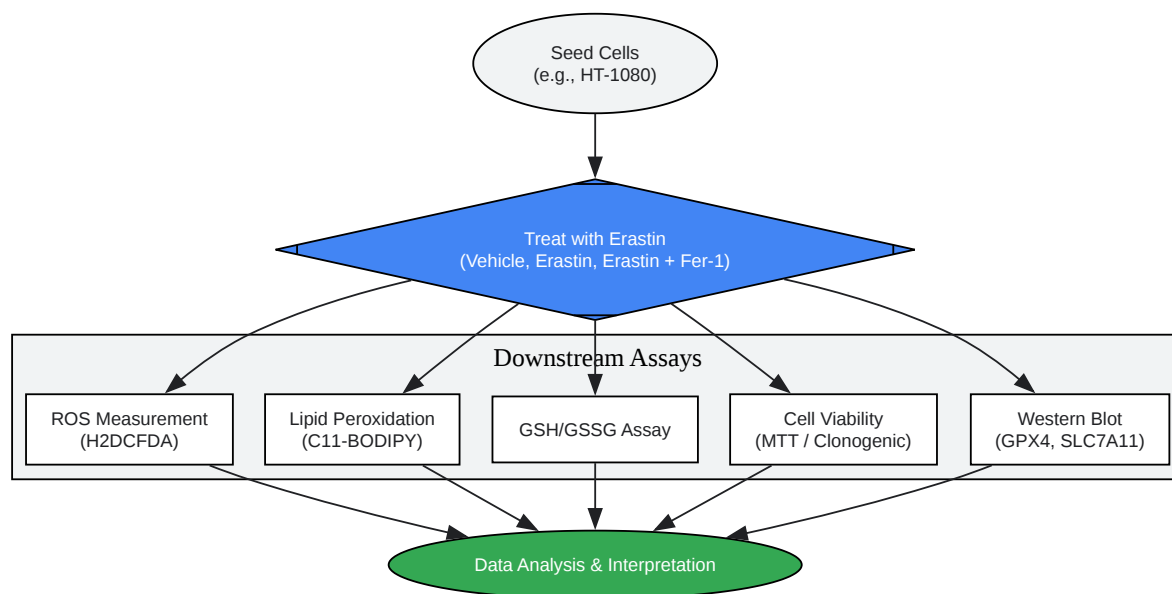 Seed Cells
(e.g., HT-1080)
Treat with Erastin
(Vehicle, Erastin, Erastin + Fer-1)
Downstream Assays
ROS Measurement
(H2DCFDA)
Lipid Peroxidation
(C11-BODIPY)
GSH/GSSG Assay
Cell Viability
(MTT / Clonogenic)
Western Blot
(GPX4, SLC7A11)
Data Analysis & Interpretation